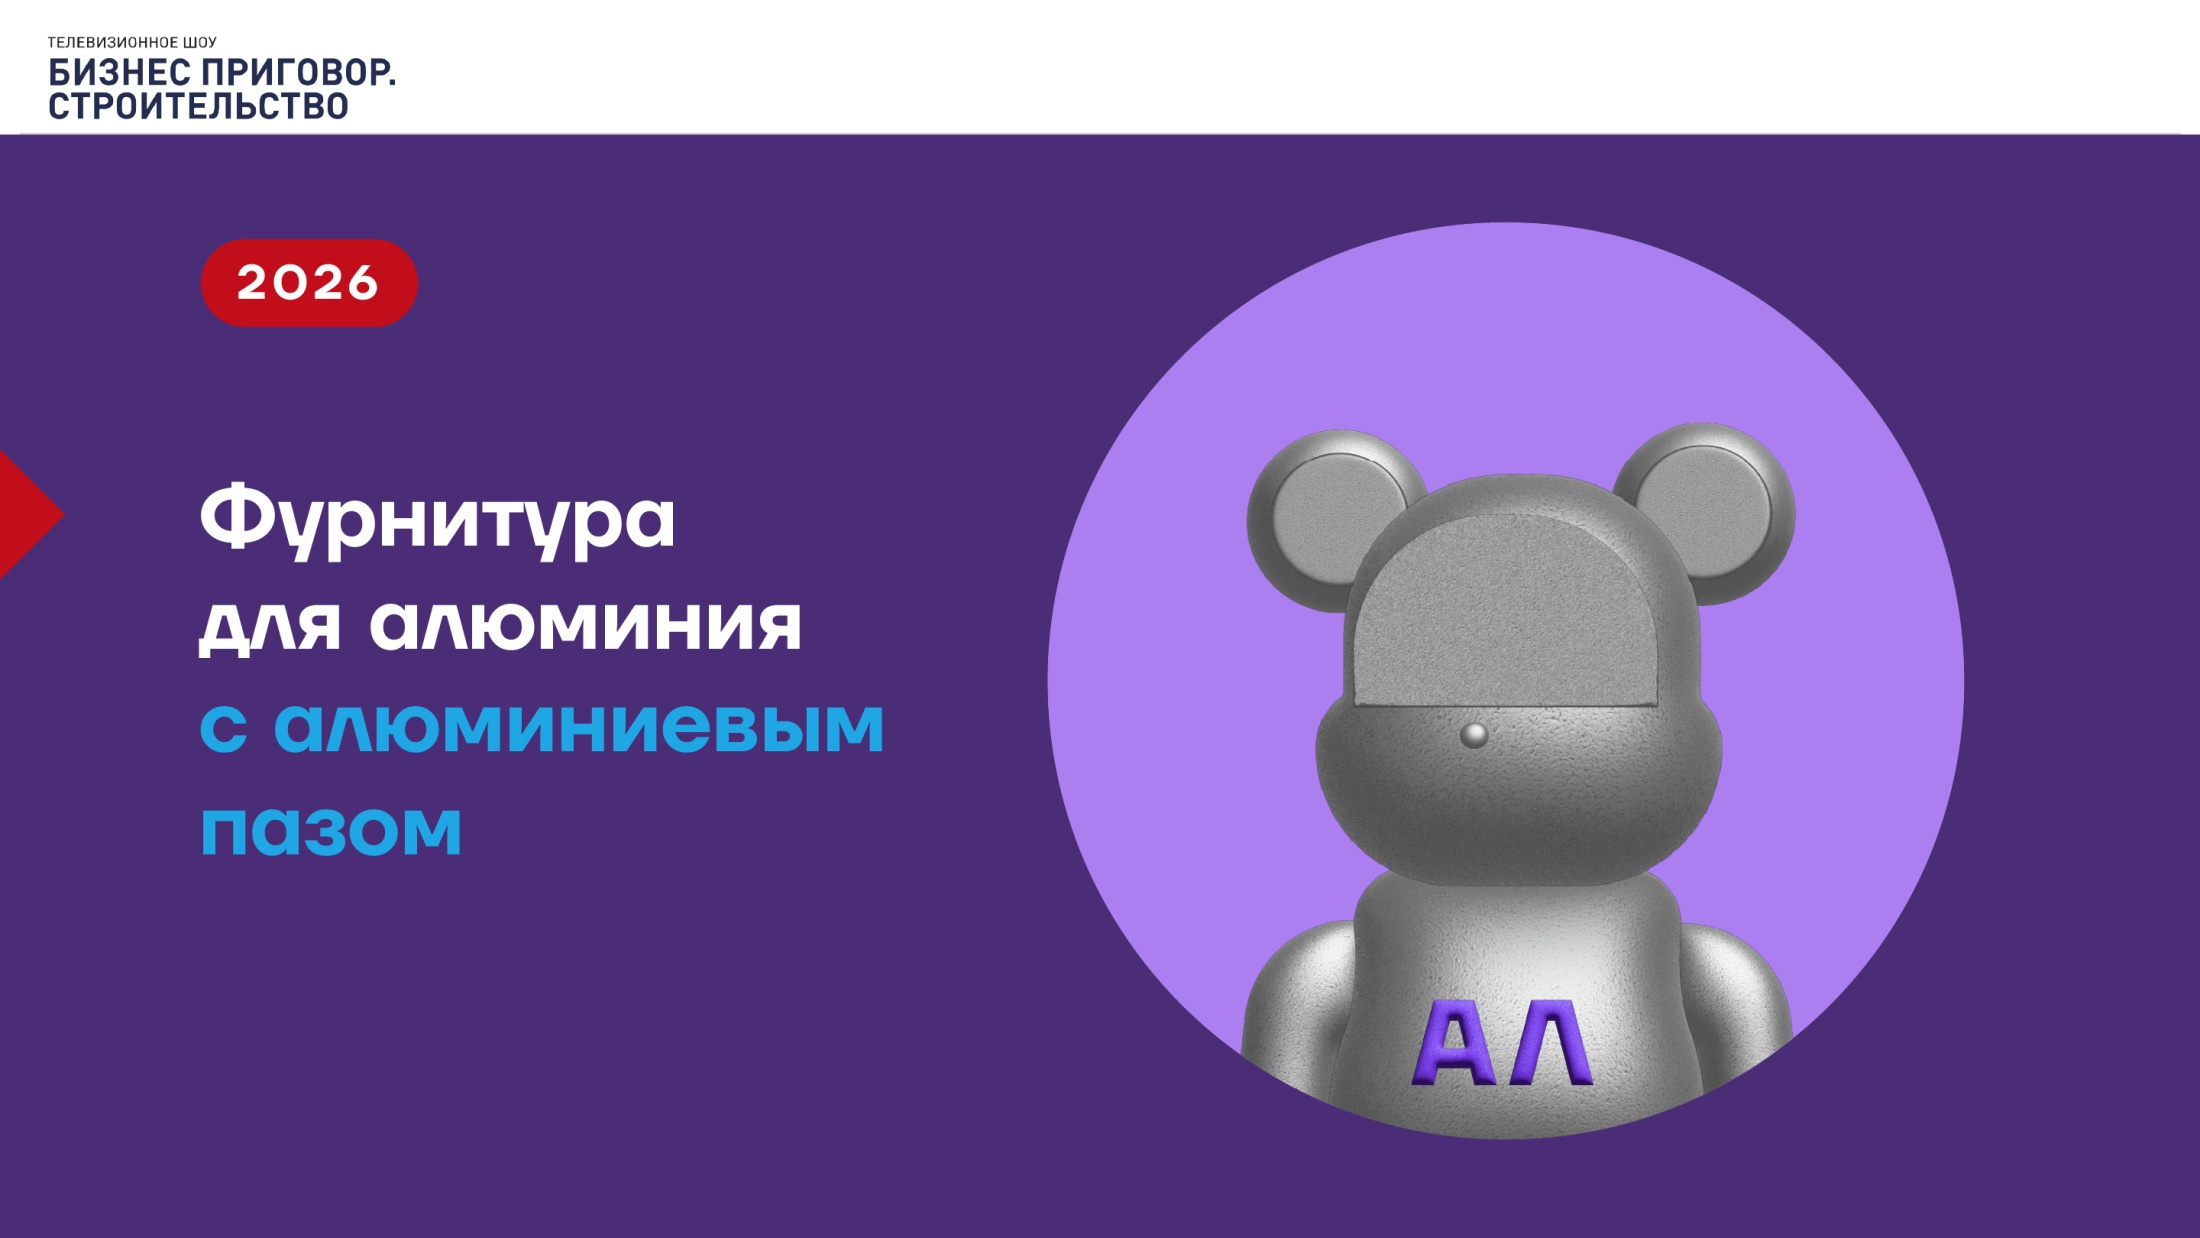 ТЕЛЕВИЗИОННОЕ ШОУ
БИЗНЕС ПРИГОВОР.
СТРОИТЕЛЬСТВО
2026
Фурнитура
для алюминия
с алюминиевым
пазом
АЛ